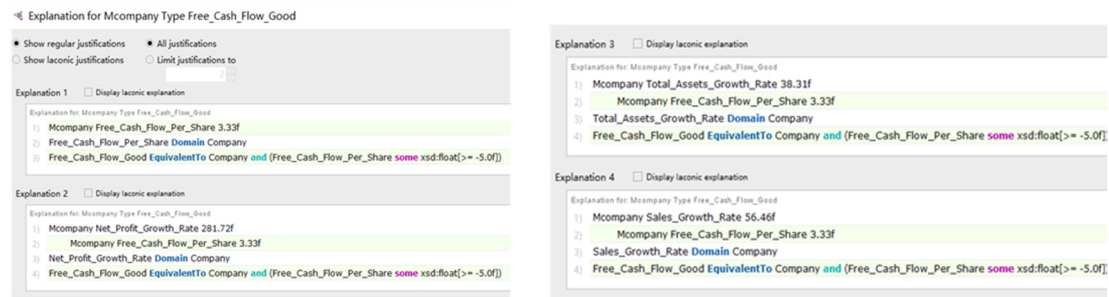 Explanation for Mcompany Type Free_Cash_Flow_Good
Show regular justifications All justifications
Show laconic justifications Limit justifications to
2
Explanation 1 Display laconic explanation
Explanation for: Mcompany Type Free_Cash_Flow_Good
1) Mcompany Free_Cash_Flow_Per_Share 3.33f
2) Free_Cash_Flow_Per_Share Domain Company
3) Free_Cash_Flow_Good EquivalentTo Company and (Free_Cash_Flow_Per_Share some xsd:float[>= -5.0f])
Explanation 2 Display laconic explanation
Explanation for: Mcompany Type Free_Cash_Flow_Good
1) Mcompany Net_Profit_Growth_Rate 281.72f
2) Mcompany Free_Cash_Flow_Per_Share 3.33f
3) Net_Profit_Growth_Rate Domain Company
4) Free_Cash_Flow_Good EquivalentTo Company and (Free_Cash_Flow_Per_Share some xsd:float[>= -5.0f])
Explanation 3 Display laconic explanation
Explanation for: Mcompany Type Free_Cash_Flow_Good
1) Mcompany Total_Assets_Growth_Rate 38.31f
2) Mcompany Free_Cash_Flow_Per_Share 3.33f
3) Total_Assets_Growth_Rate Domain Company
4) Free_Cash_Flow_Good EquivalentTo Company and (Free_Cash_Flow_Per_Share some xsd:float[>= -5.0f])
Explanation 4 Display laconic explanation
Explanation for: Mcompany Type Free_Cash_Flow_Good
1) Mcompany Sales_Growth_Rate 56.46f
2) Mcompany Free_Cash_Flow_Per_Share 3.33f
3) Sales_Growth_Rate Domain Company
4) Free_Cash_Flow_Good EquivalentTo Company and (Free_Cash_Flow_Per_Share some xsd:float[>= -5.0f])